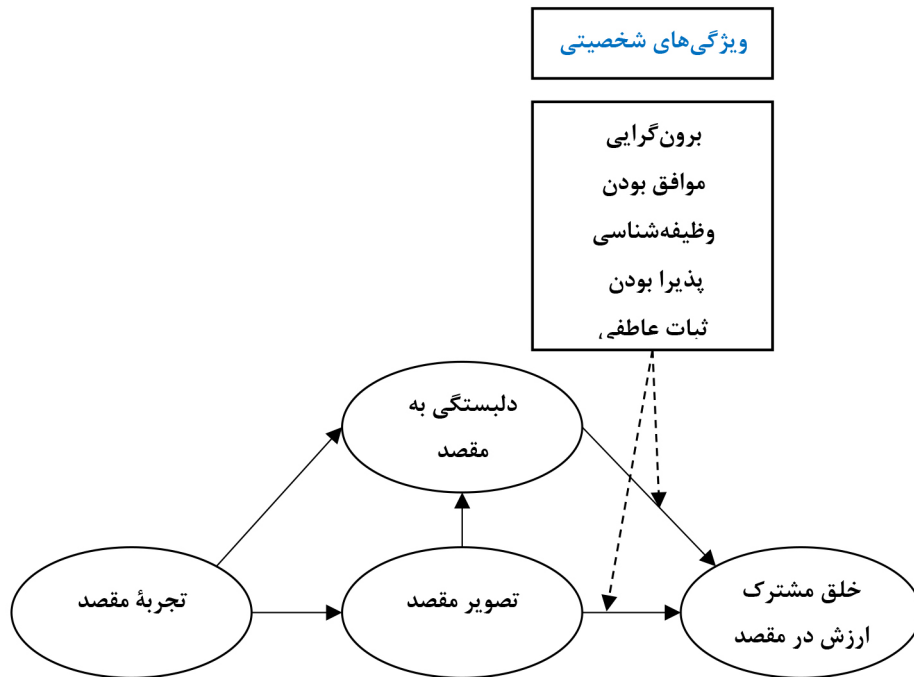 ویژگی‌های شخصیتی
برون‌گرایی
موافق بودن
وظیفه‌شناسی
پذیرا بودن
ثبات عاطفی
دلبستگی به
مقصد
تجربۀ مقصد
تصویر مقصد
خلق مشترک
ارزش در مقصد